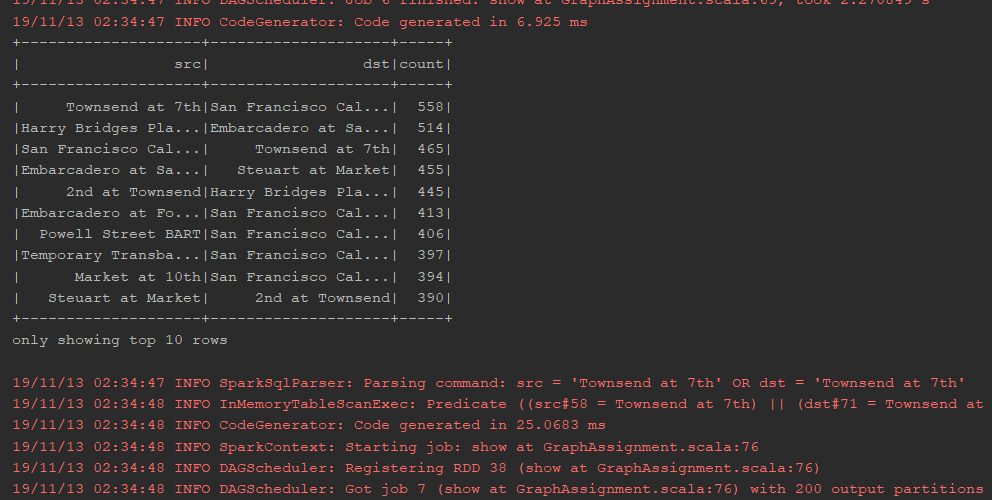 19/11/13 02:34:47 INFO DAGScheduler: Job 6 finished: show at GraphAssignment.scala:69, took 2.270849 s
19/11/13 02:34:47 INFO CodeGenerator: Code generated in 6.925 ms
+--------------------+--------------------+-----+
|                 src|                 dst|count|
+--------------------+--------------------+-----+
|     Townsend at 7th|San Francisco Cal...|  558|
|Harry Bridges Pla...|Embarcadero at Sa...|  514|
|San Francisco Cal...|     Townsend at 7th|  465|
|Embarcadero at Sa...|   Steuart at Market|  455|
|     2nd at Townsend|Harry Bridges Pla...|  445|
|Embarcadero at Fo...|San Francisco Cal...|  413|
|  Powell Street BART|San Francisco Cal...|  406|
|Temporary Transba...|San Francisco Cal...|  397|
|      Market at 10th|San Francisco Cal...|  394|
|   Steuart at Market|     2nd at Townsend|  390|
+--------------------+--------------------+-----+
only showing top 10 rows
19/11/13 02:34:47 INFO SparkSqlParser: Parsing command: src = 'Townsend at 7th' OR dst = 'Townsend at 7th'
19/11/13 02:34:48 INFO InMemoryTableScanExec: Predicate ((src#58 = Townsend at 7th) || (dst#71 = Townsend at
19/11/13 02:34:48 INFO CodeGenerator: Code generated in 25.0683 ms
19/11/13 02:34:48 INFO SparkContext: Starting job: show at GraphAssignment.scala:76
19/11/13 02:34:48 INFO DAGScheduler: Registering RDD 38 (show at GraphAssignment.scala:76)
19/11/13 02:34:48 INFO DAGScheduler: Got job 7 (show at GraphAssignment.scala:76) with 200 output partitions